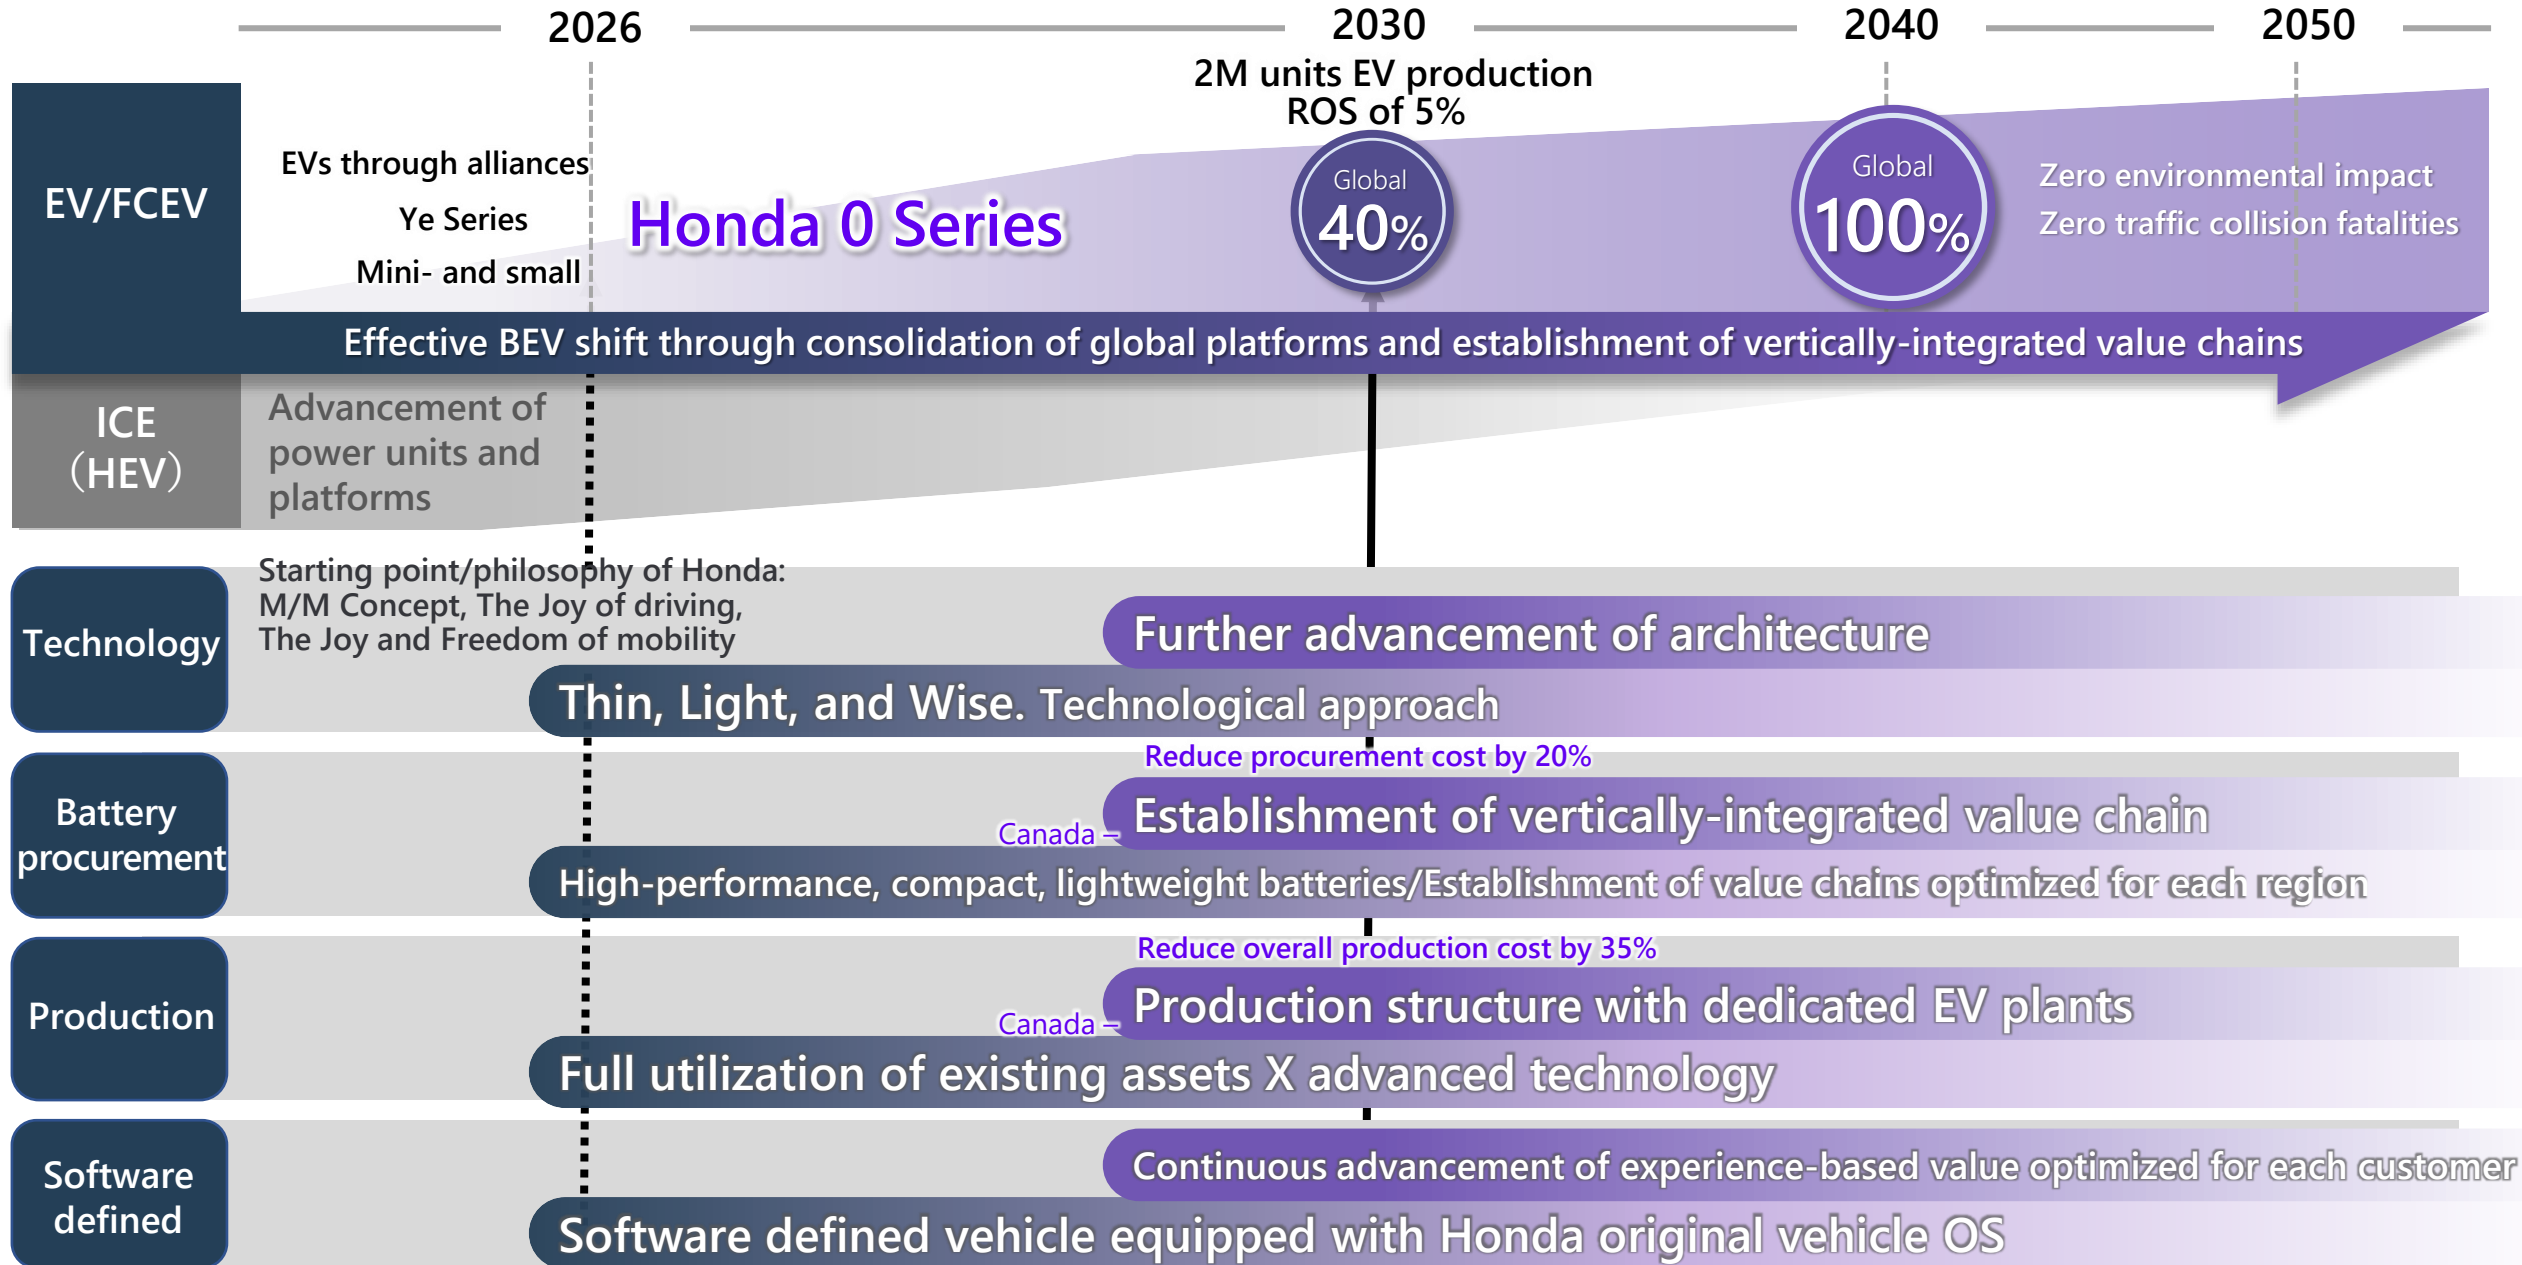 2026
2030
2040
2050
2M units EV production
ROS of 5%
EV/FCEV
EVs through alliances
Ye Series
Mini- and small
Honda 0 Series
Global
40%
Global
100%
Zero environmental impact
Zero traffic collision fatalities
Effective BEV shift through consolidation of global platforms and establishment of vertically-integrated value chains
ICE
（HEV）
Advancement of
power units and
platforms
Technology
Starting point/philosophy of Honda:
M/M Concept, The Joy of driving,
The Joy and Freedom of mobility
Further advancement of architecture
Thin, Light, and Wise. Technological approach
Battery
procurement
Reduce procurement cost by 20%
Canada –
Establishment of vertically-integrated value chain
High-performance, compact, lightweight batteries/Establishment of value chains optimized for each region
Production
Reduce overall production cost by 35%
Canada –
Production structure with dedicated EV plants
Full utilization of existing assets X advanced technology
Software
defined
Continuous advancement of experience-based value optimized for each customer
Software defined vehicle equipped with Honda original vehicle OS